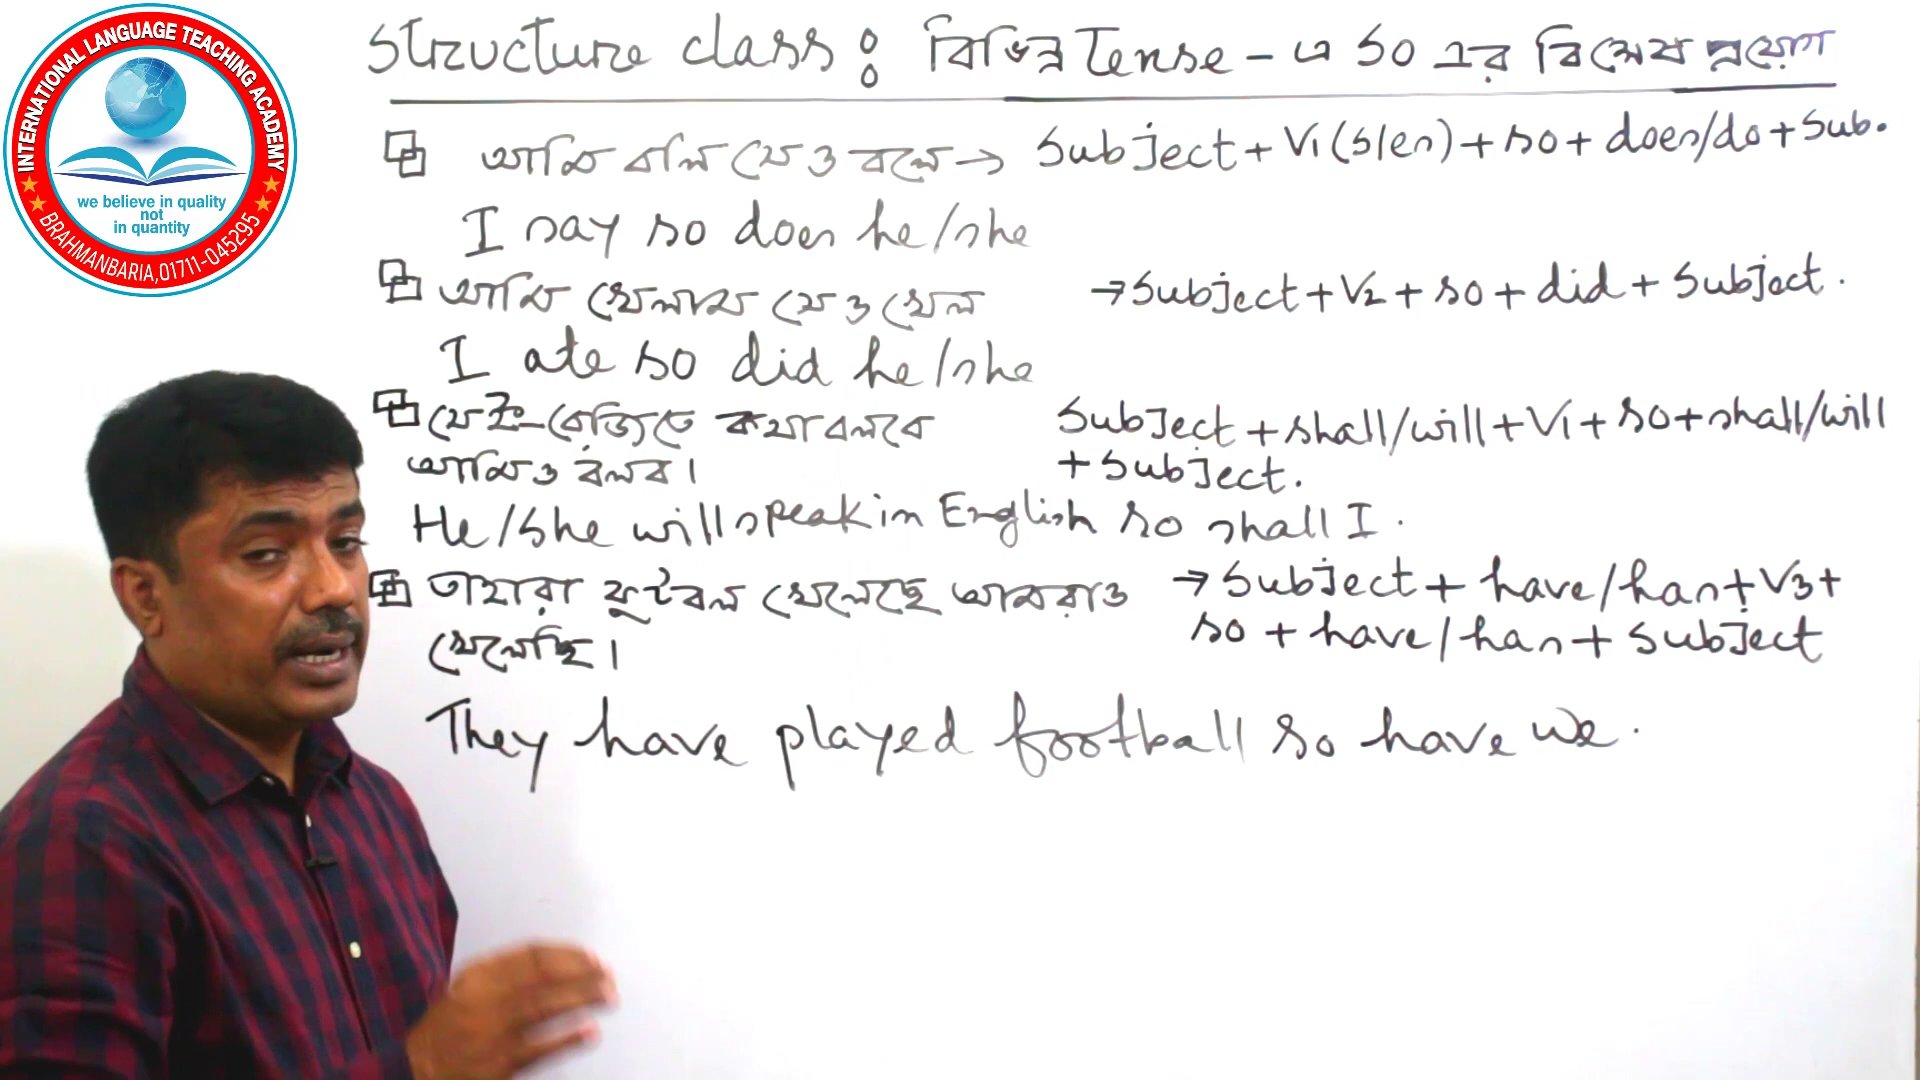 INTERNATIONAL LANGUAGE TEACHING ACADEMY
we believe in quality
not
in quantity
BRAHMANBARIA, 01711-045295
Structure class : বিভিন্ন Tense - এ so এর বিশেষ প্রয়োগ
আমি বলি সেও বলে → Subject + V1 (s/es) + so + does/do + Sub.
I say so does he/she
আমি খেলাম সেও খেল → Subject + V2 + so + did + Subject.
I ate so did he/she
সে ইংরেজিতে কথা বলবে Subject + shall/will + V1 + so + shall/will
আমিও বলব। + Subject.
He/She will speak in English so shall I.
তাহারা ফুটবল খেলেছে আমরাও → Subject + have/has + V3 +
খেলেছি। so + have/has + Subject
They have played football so have we.